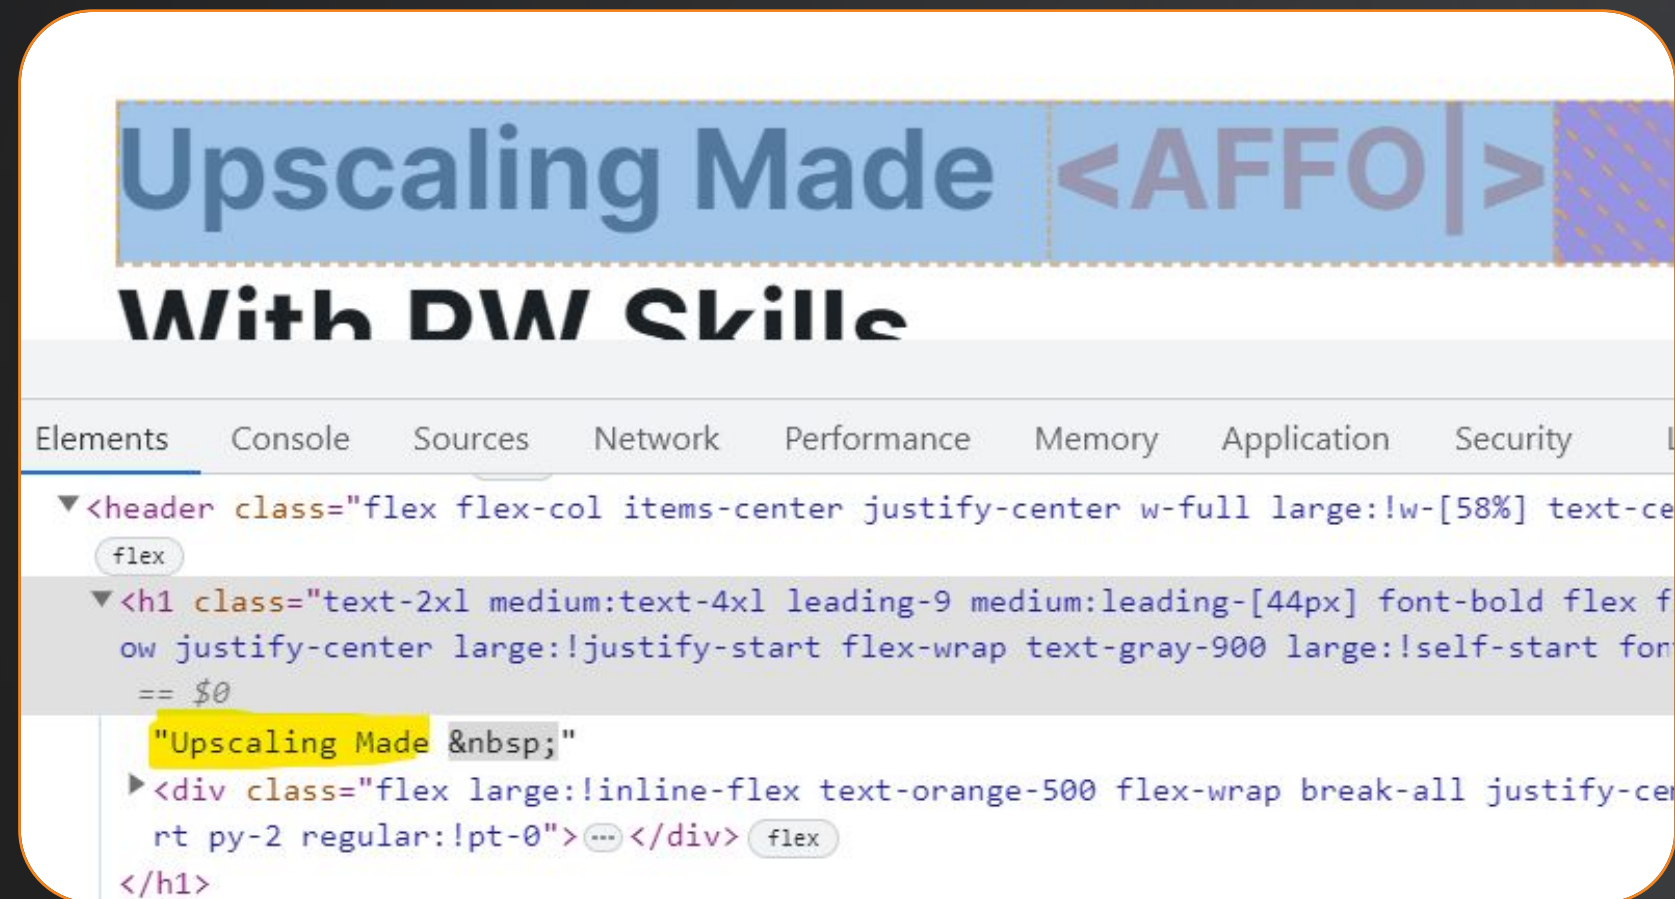 Upscaling Made <AFFO|>
With PW Skills
Elements Console Sources Network Performance Memory Application Security
<header class="flex flex-col items-center justify-center w-full large:!w-[58%] text-ce
flex
<h1 class="text-2xl medium:text-4xl leading-9 medium:leading-[44px] font-bold flex f
ow justify-center large:!justify-start flex-wrap text-gray-900 large:!self-start fon
== $0
"Upscaling Made &nbsp;"
<div class="flex large:!inline-flex text-orange-500 flex-wrap break-all justify-cen
rt py-2 regular:!pt-0">⋯</div> flex
</h1>